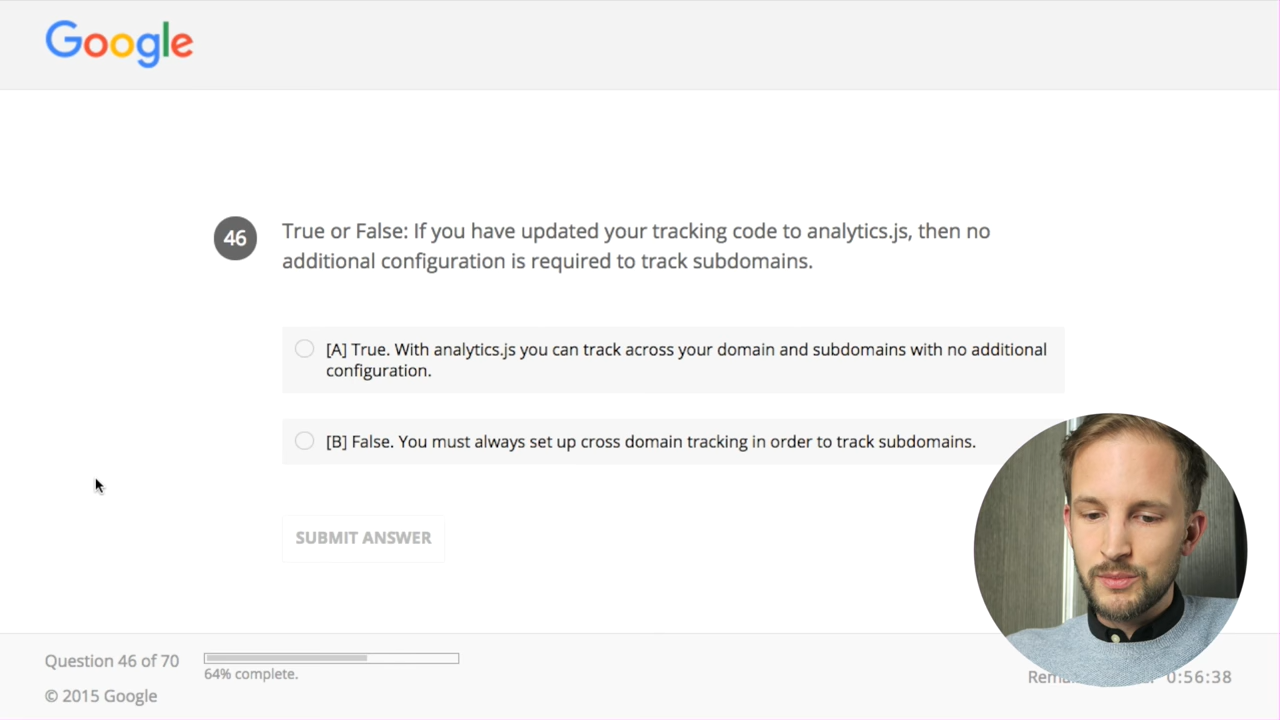 Google
46
True or False: If you have updated your tracking code to analytics.js, then no
additional configuration is required to track subdomains.
[A] True. With analytics.js you can track across your domain and subdomains with no additional
configuration.
[B] False. You must always set up cross domain tracking in order to track subdomains.
SUBMIT ANSWER
Question 46 of 70
64% complete.
0:56:38
© 2015 Google